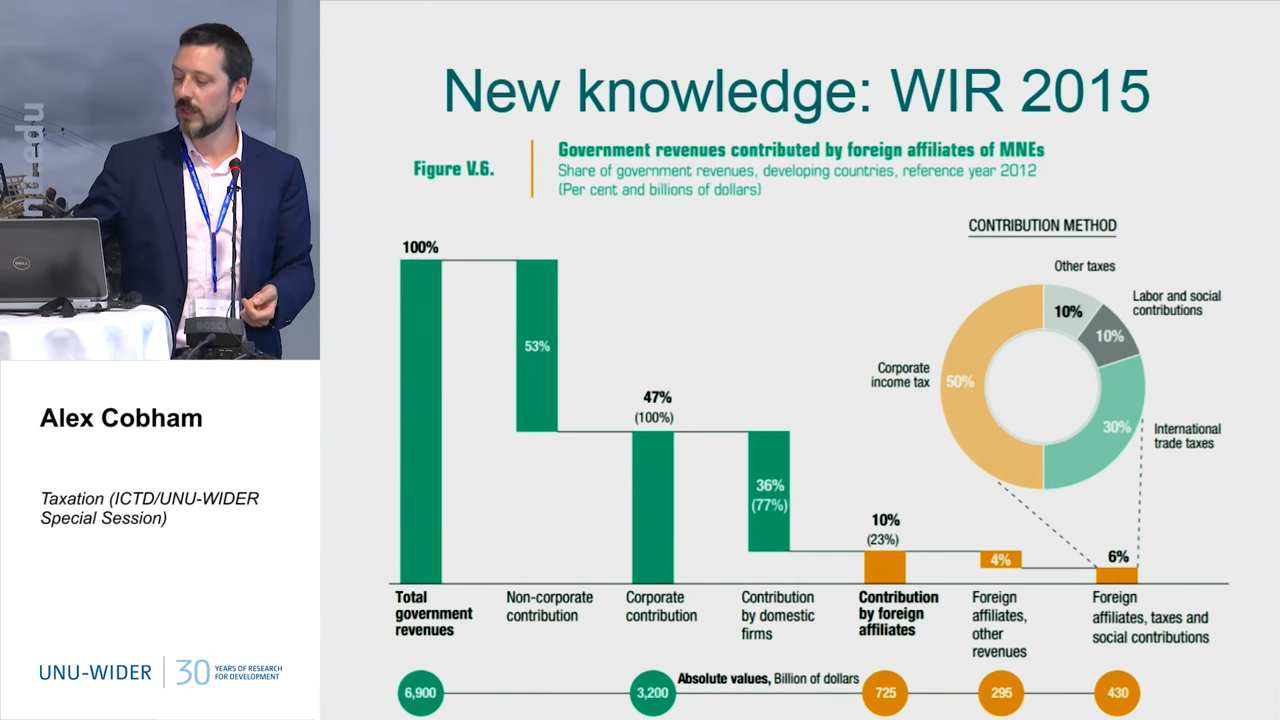 New knowledge: WIR 2015
Figure V.6.
Government revenues contributed by foreign affiliates of MNEs
Share of government revenues, developing countries, reference year 2012
(Per cent and billions of dollars)
CONTRIBUTION METHOD
Other taxes
10%
Labor and social
contributions
10%
Corporate
income tax
50%
30%
International
trade taxes
100%
53%
47%
(100%)
36%
(77%)
10%
(23%)
4%
6%
Total
government
revenues
Non-corporate
contribution
Corporate
contribution
Contribution
by domestic
firms
Contribution
by foreign
affiliates
Foreign
affiliates,
other
revenues
Foreign
affiliates, taxes and
social contributions
Absolute values, Billion of dollars
6,900
3,200
725
295
430
DELL
BOSCH
Alex Cobham
Taxation (ICTD/UNU-WIDER
Special Session)
UNU-WIDER
30
YEARS OF RESEARCH
FOR DEVELOPMENT